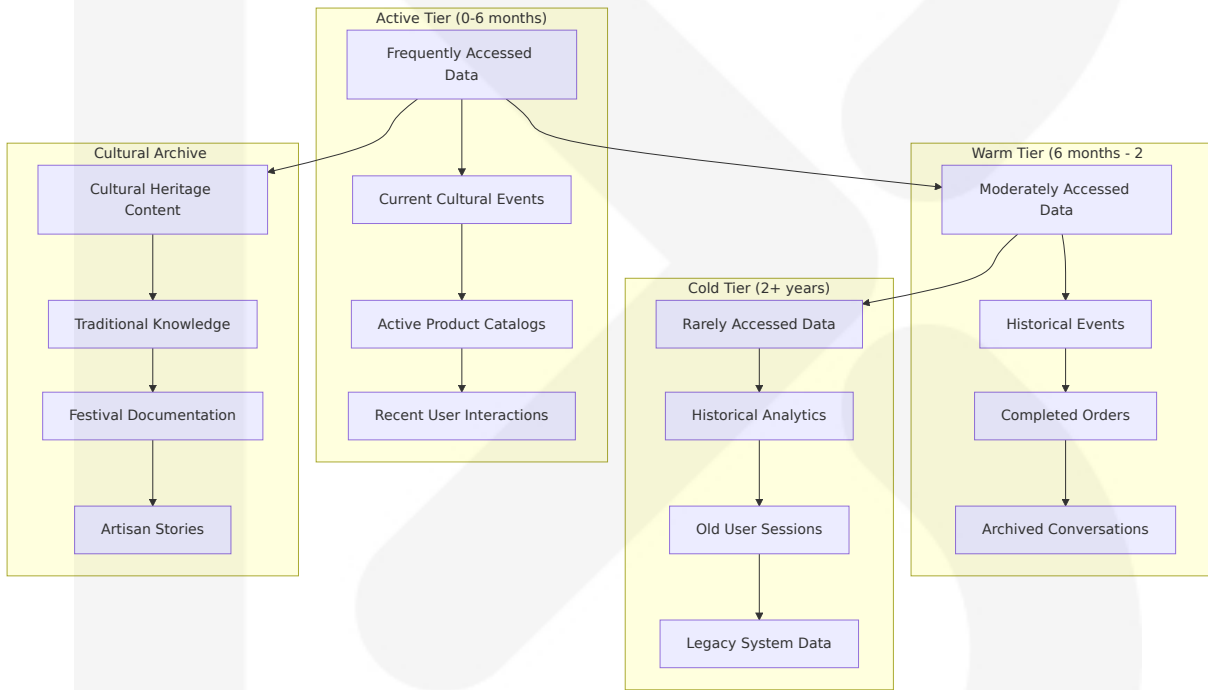 Active Tier (0-6 months)
Frequently Accessed
Data
Current Cultural Events
Active Product Catalogs
Recent User Interactions
Cultural Archive
Cultural Heritage
Content
Traditional Knowledge
Festival Documentation
Artisan Stories
Warm Tier (6 months - 2
Moderately Accessed
Data
Historical Events
Completed Orders
Archived Conversations
Cold Tier (2+ years)
Rarely Accessed Data
Historical Analytics
Old User Sessions
Legacy System Data